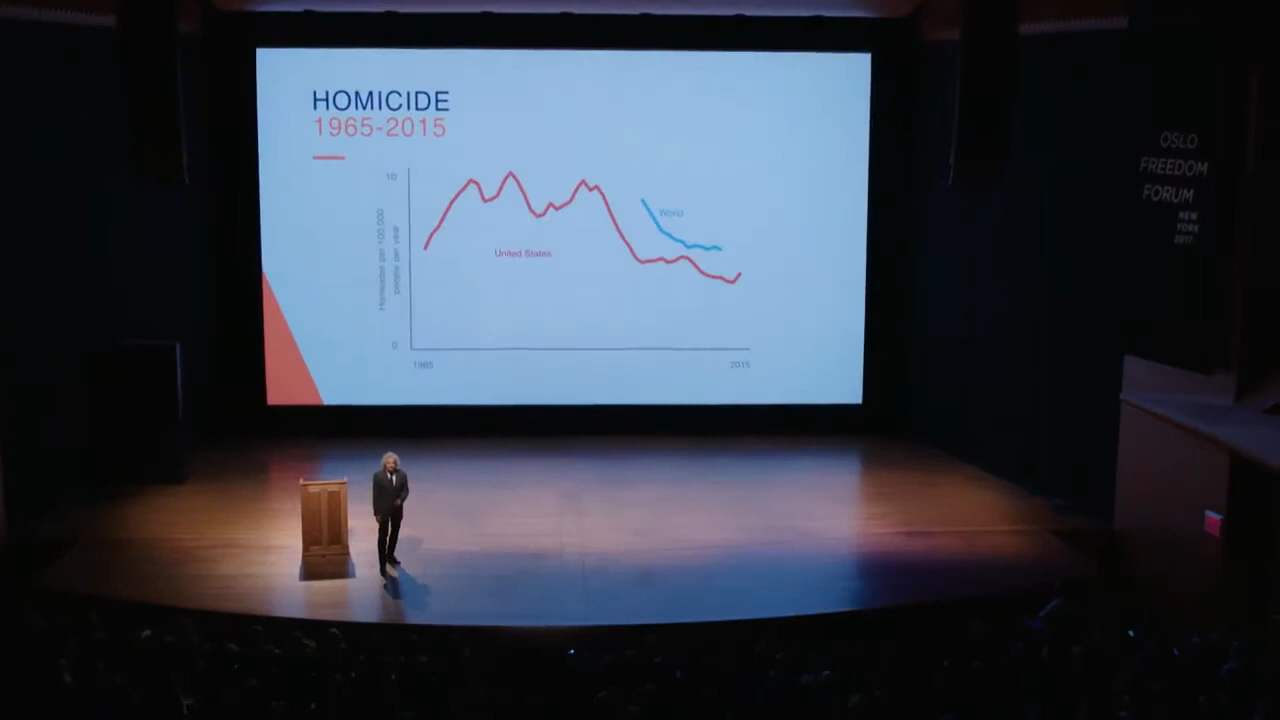 HOMICIDE
1965-2015
10
Homicides per 100,000
people per year
World
United States
0
1965
2015
OSLO
FREEDOM
FORUM
NEW
YORK
2017